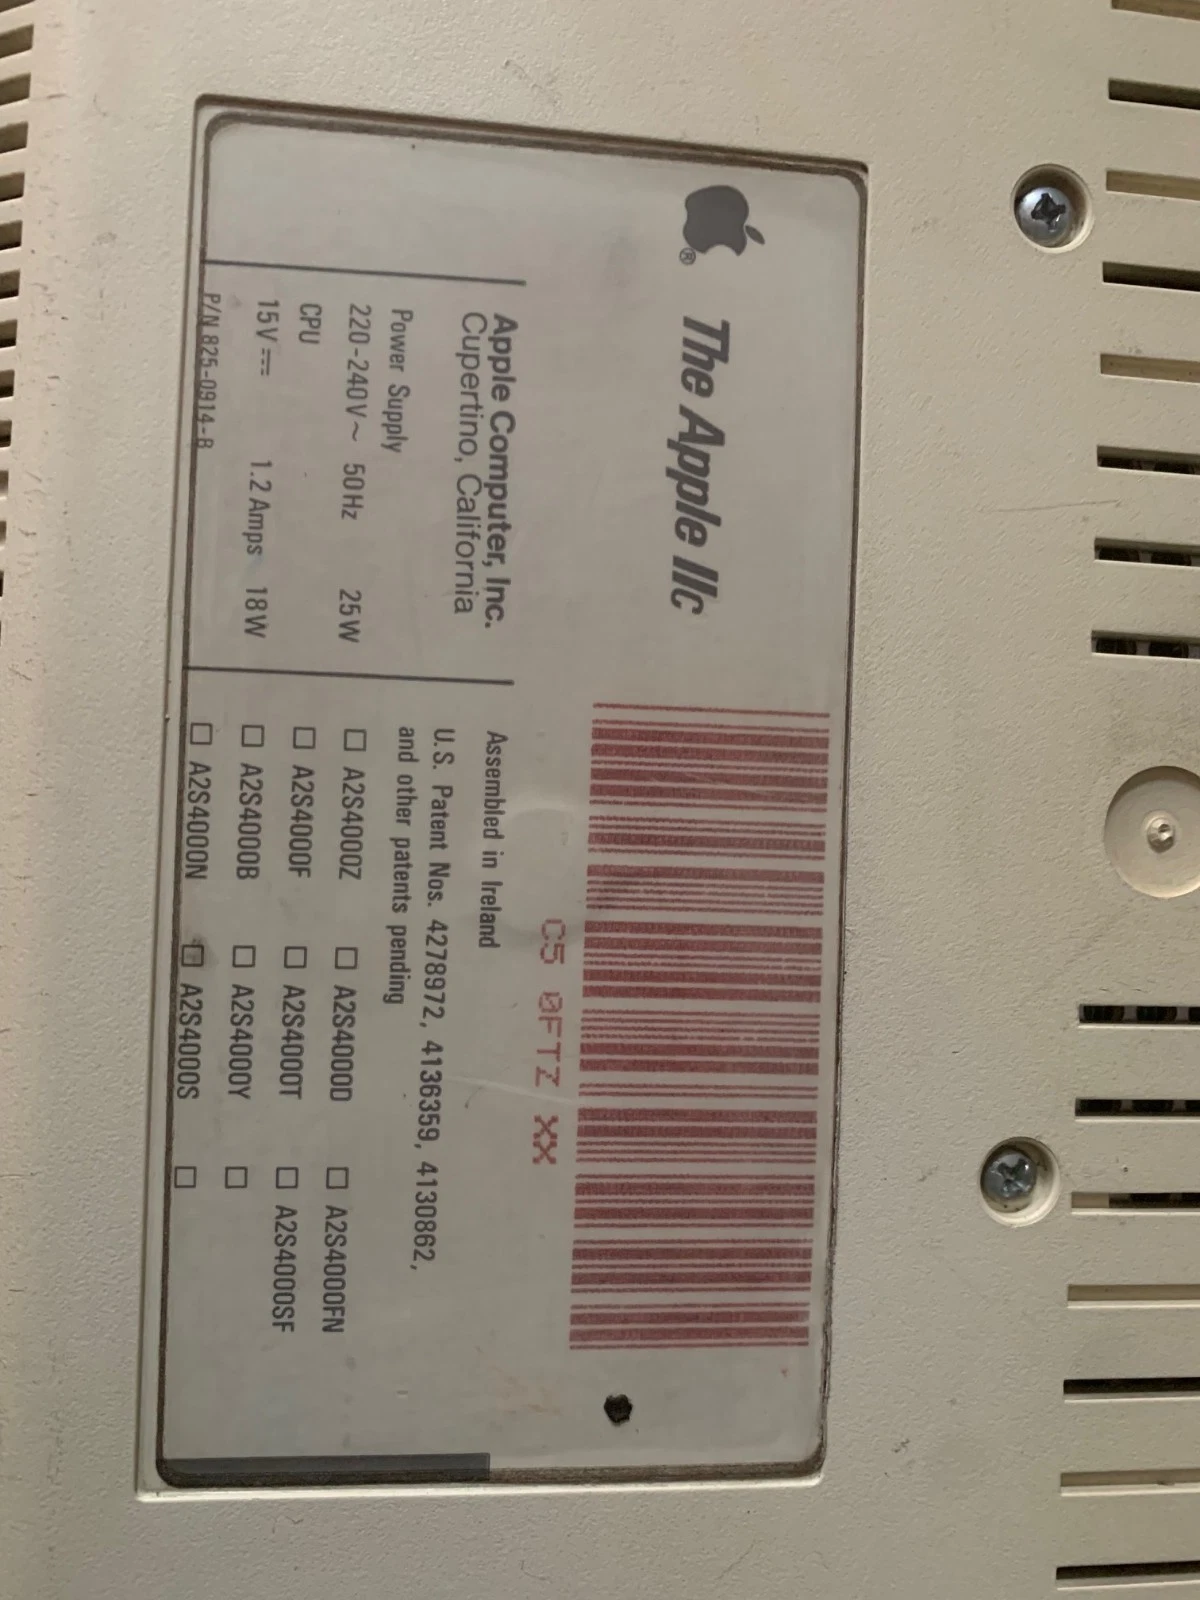 The Apple IIc
®
C5 0FTZ XX
Apple Computer, Inc.
Cupertino, California
Power Supply
220-240V~ 50Hz 25W
CPU
15V⎓ 1.2 Amps 18W
P/N 825-0914-B
Assembled in Ireland
U.S. Patent Nos. 4278972, 4136359, 4130862,
and other patents pending
☐ A2S4000Z ☐ A2S4000D ☐ A2S4000FN
☐ A2S4000F ☐ A2S4000T ☐ A2S4000SF
☐ A2S4000B ☐ A2S4000Y ☐
☐ A2S4000N ☐ A2S4000S ☐